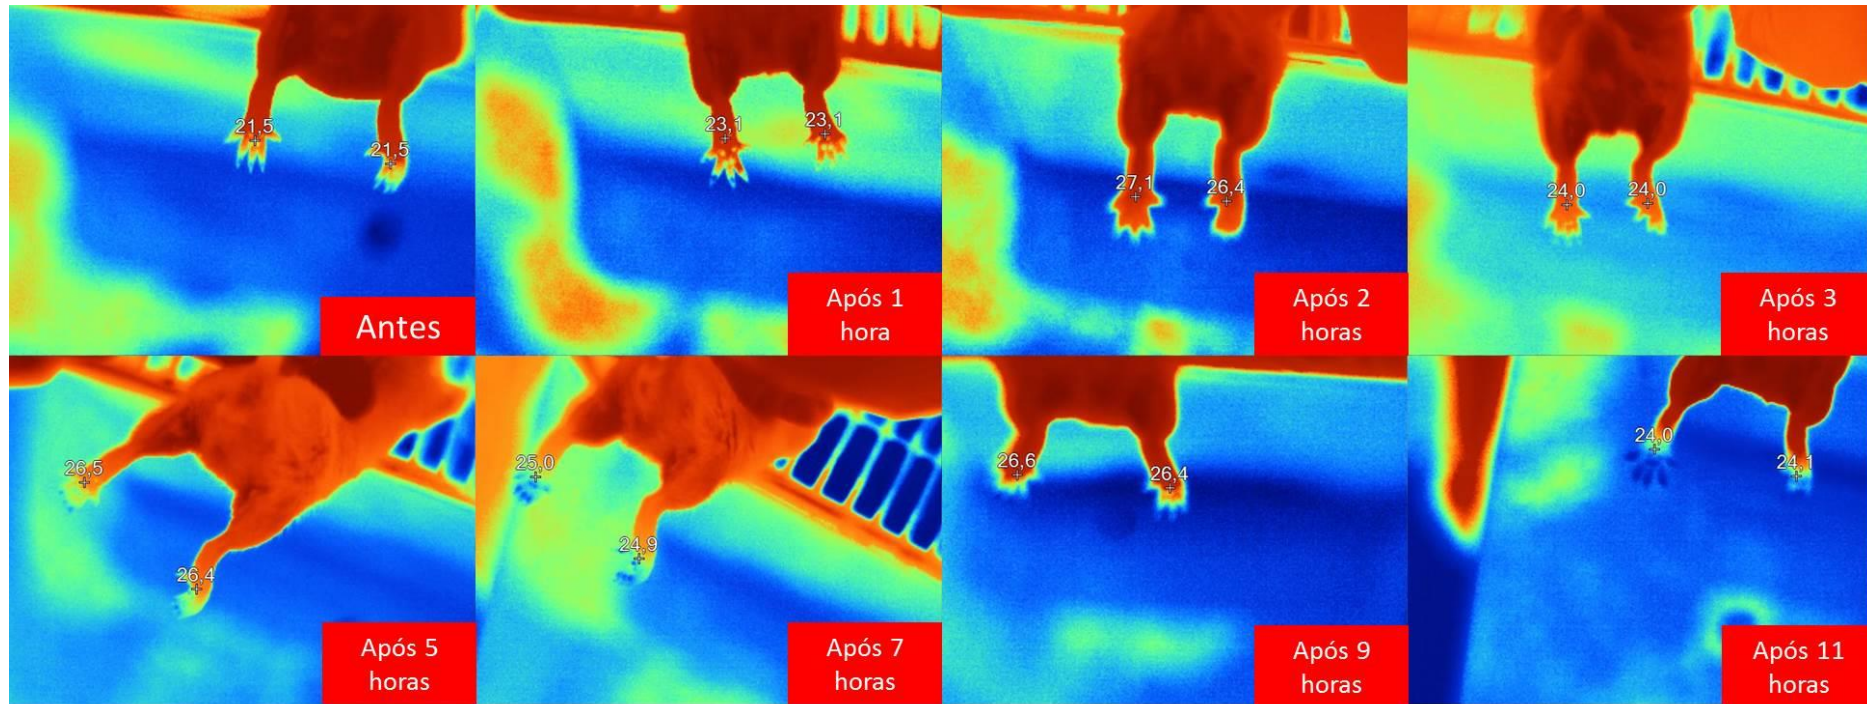 21,5
21,5
Antes
23,1
23,1
Após 1
hora
27,1
26,4
Após 2
horas
24,0
24,0
Após 3
horas
26,5
26,4
Após 5
horas
25,0
24,9
Após 7
horas
26,6
26,4
Após 9
horas
24,0
24,1
Após 11
horas